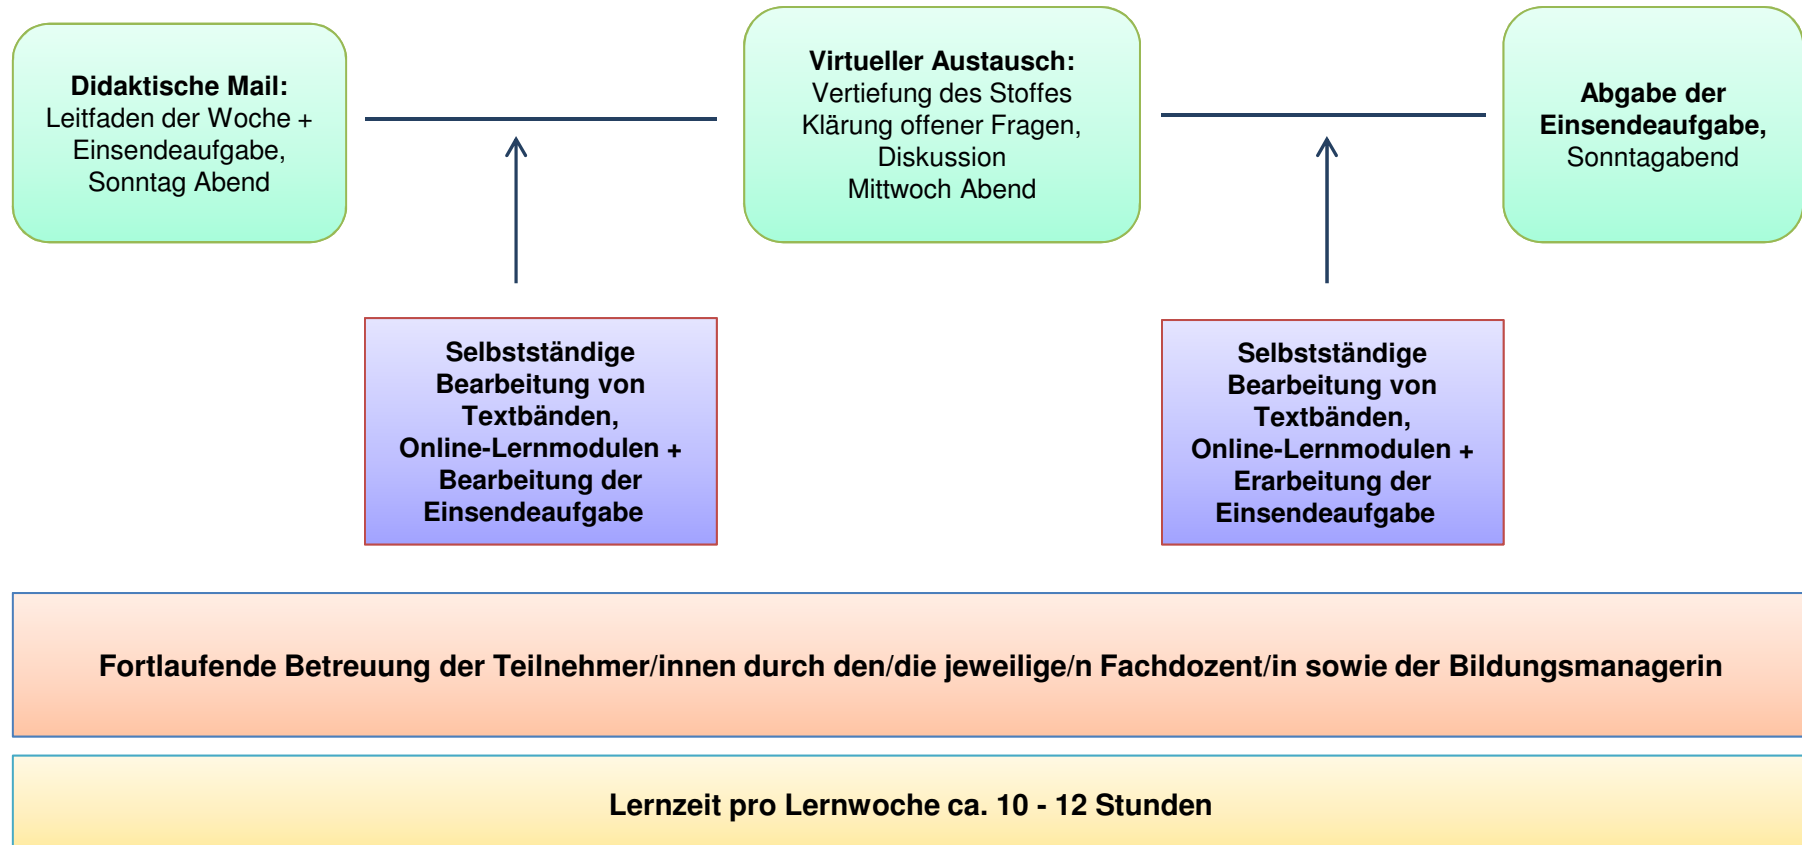 Didaktische Mail:
Leitfaden der Woche +
Einsendeaufgabe,
Sonntag Abend
Virtueller Austausch:
Vertiefung des Stoffes
Klärung offener Fragen,
Diskussion
Mittwoch Abend
Abgabe der
Einsendeaufgabe,
Sonntagabend
Selbstständige
Bearbeitung von
Textbänden,
Online-Lernmodulen +
Bearbeitung der
Einsendeaufgabe
Selbstständige
Bearbeitung von
Textbänden,
Online-Lernmodulen +
Erarbeitung der
Einsendeaufgabe
Fortlaufende Betreuung der Teilnehmer/innen durch den/die jeweilige/n Fachdozent/in sowie der Bildungsmanagerin
Lernzeit pro Lernwoche ca. 10 - 12 Stunden